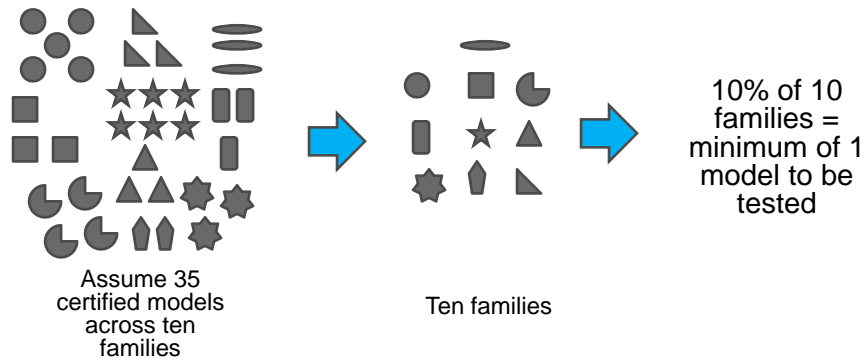 Assume 35
certified models
across ten
families
Ten families
10% of 10
families =
minimum of 1
model to be
tested